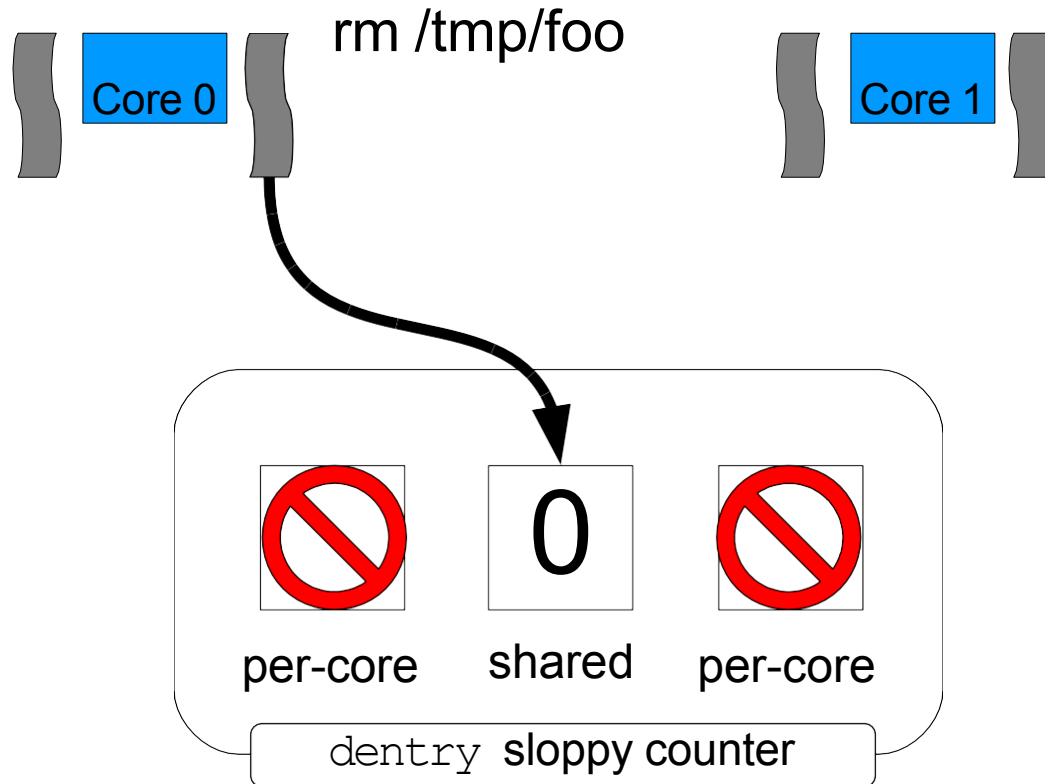 rm /tmp/foo
Core 0
Core 1
0
per-core
shared
per-core
dentry sloppy counter